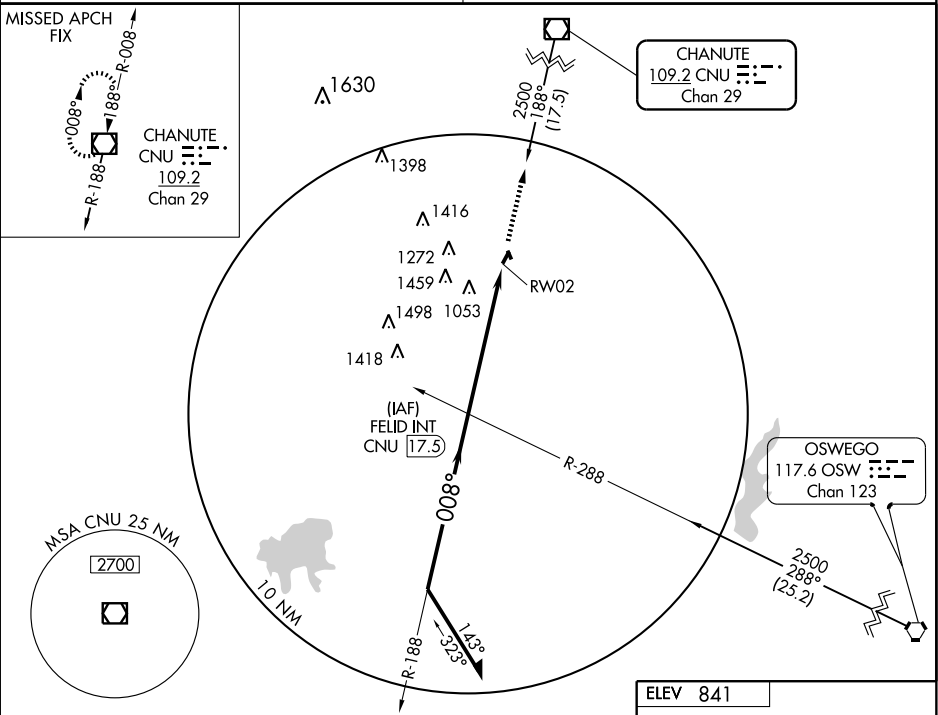 MISSED APCH
FIX
R-008
008°
188°
R-188
CHANUTE
CNU
109.2
Chan 29
1630
2500
188°
(17.5)
CHANUTE
109.2 CNU
Chan 29
1398
1416
1272
1459
1053
RW02
1498
1418
(IAF)
FELID INT
CNU 17.5
R-288
OSWEGO
117.6 OSW
Chan 123
008°
2500
288°
(25.2)
MSA CNU 25 NM
2700
10 NM
R-188
143°
323°
ELEV 841